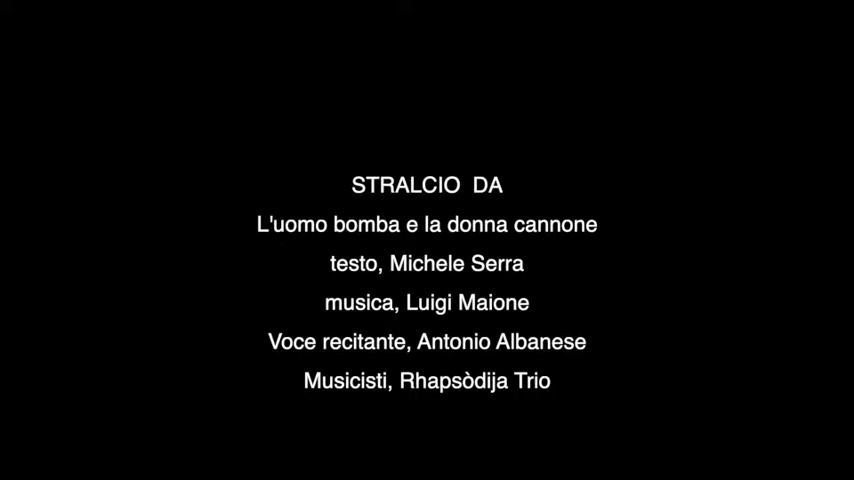 STRALCIO DA
L'uomo bomba e la donna cannone
testo, Michele Serra
musica, Luigi Maione
Voce recitante, Antonio Albanese
Musicisti, Rhapsòdija Trio